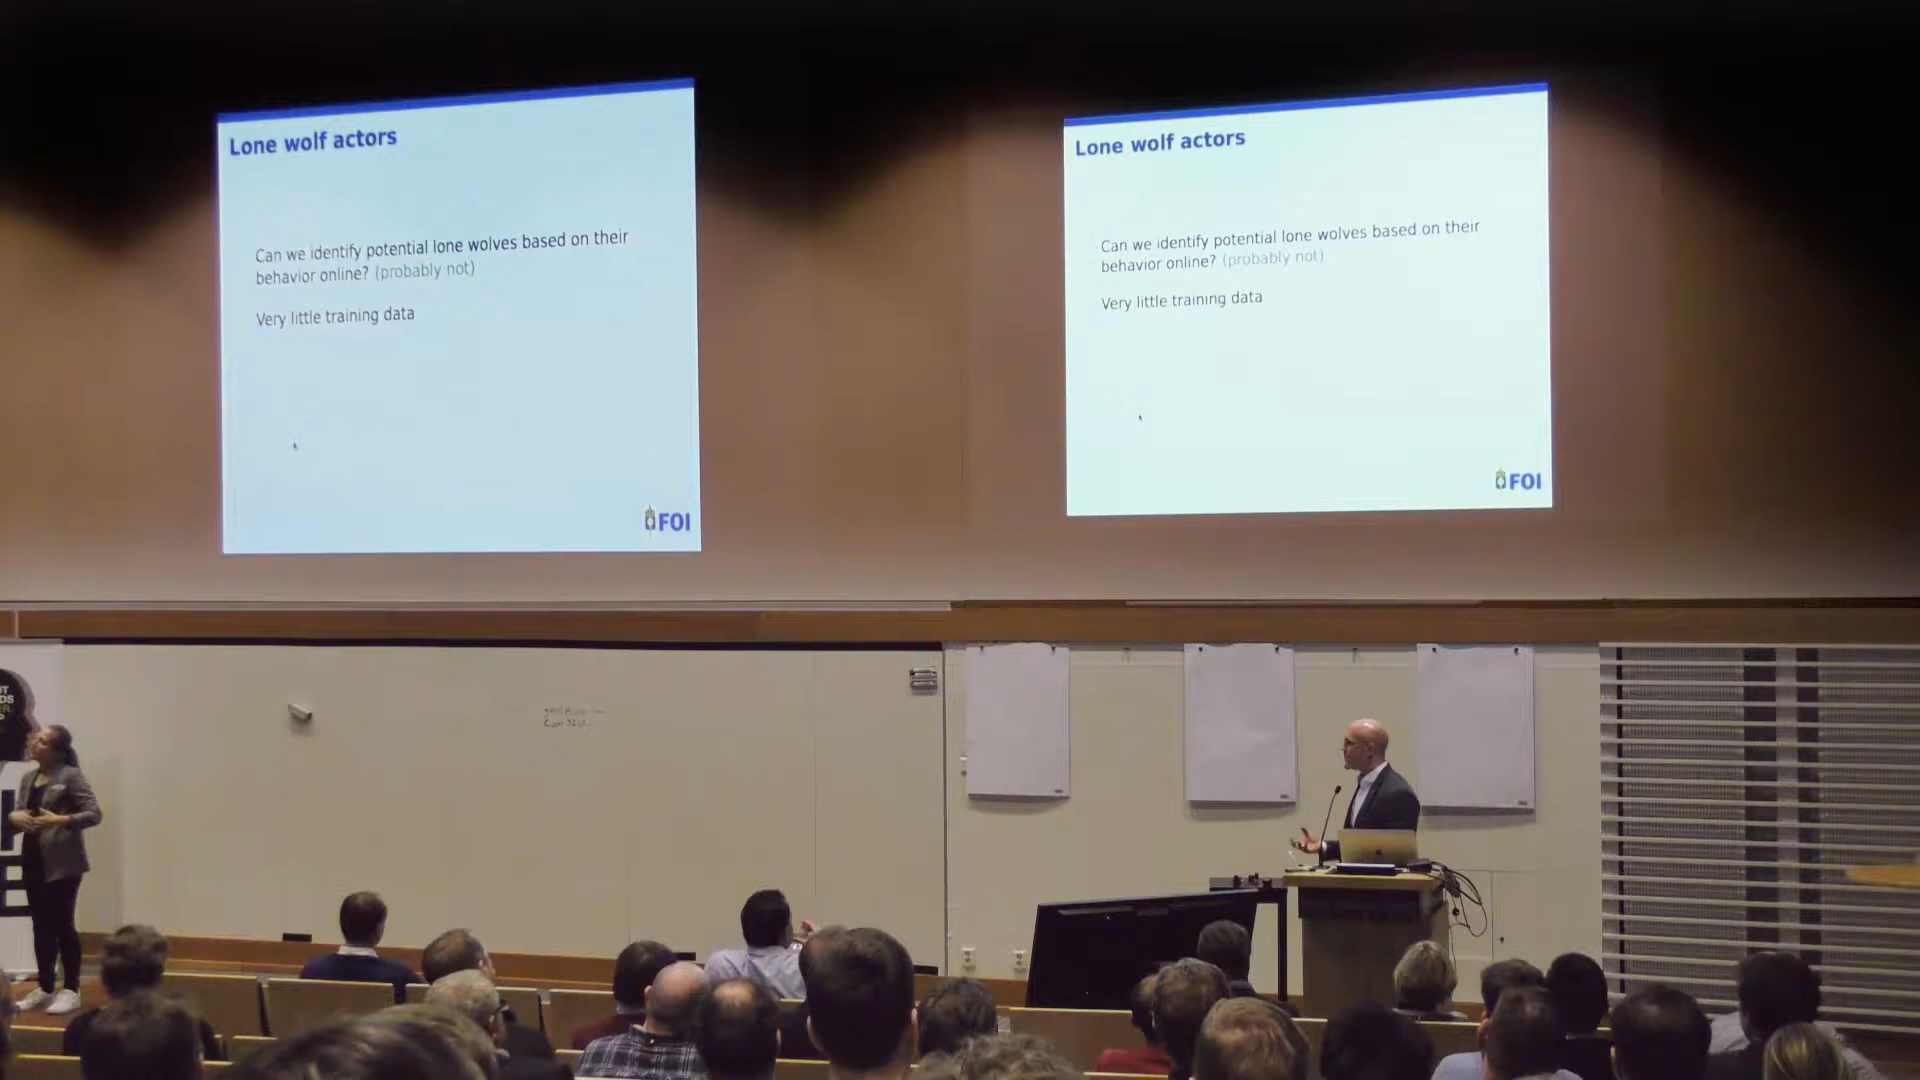 Lone wolf actors
Can we identify potential lone wolves based on their
behavior online? (probably not)
Very little training data
FOI
Lone wolf actors
Can we identify potential lone wolves based on their
behavior online? (probably not)
Very little training data
FOI